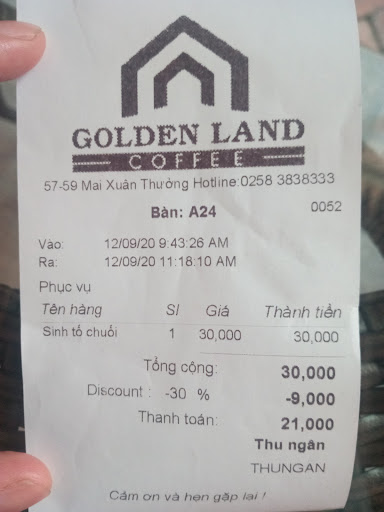 GOLDEN LAND
COFFEE
57-59 Mai Xuân Thưởng Hotline:0258 3838333
Bàn: A24 0052
Vào: 12/09/20 9:43:26 AM
Ra: 12/09/20 11:18:10 AM
Phục vụ
Tên hàng Sl Giá Thành tiền
Sinh tố chuối 1 30,000 30,000
Tổng cộng: 30,000
Discount : -30 % -9,000
Thanh toán: 21,000
Thu ngân
THUNGAN
Cám ơn và hẹn gặp lại !